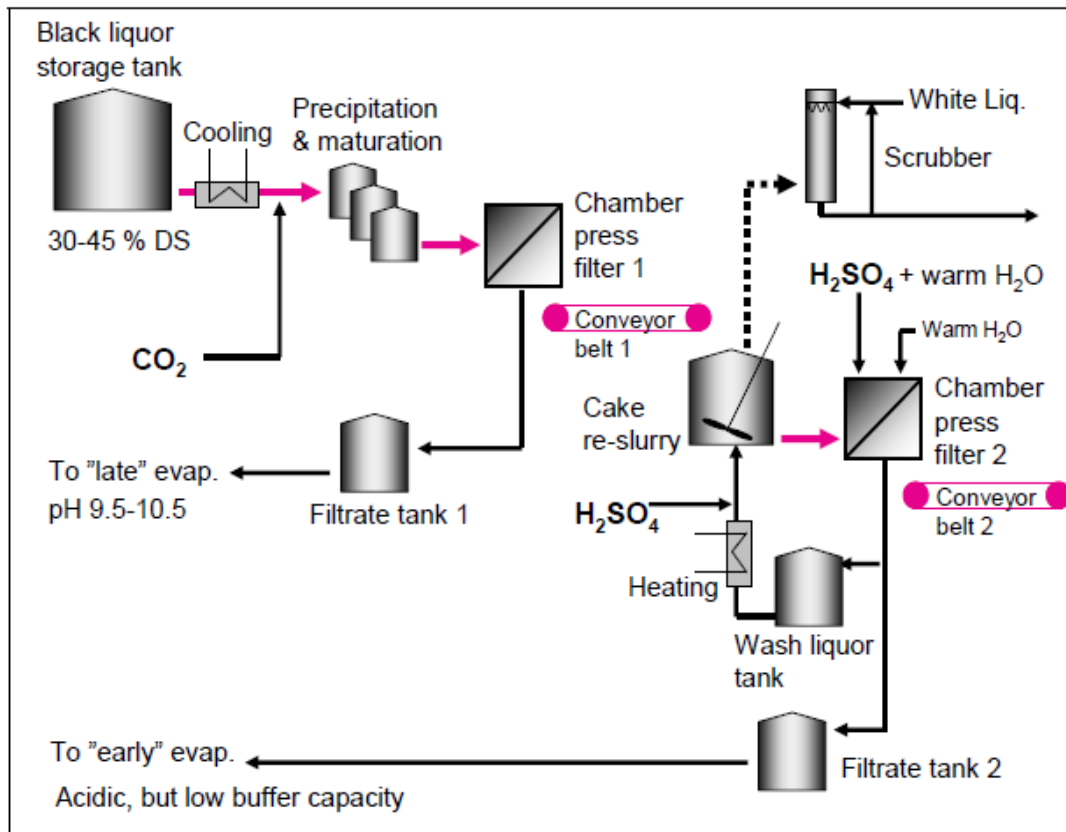 Black liquor
storage tank
Cooling
Precipitation
& maturation
30-45 % DS
CO₂
Chamber
press
filter 1
White Liq.
Scrubber
H₂SO₄ + warm H₂O
Warm H₂O
Conveyor
belt 1
Cake
re-slurry
Chamber
press
filter 2
Conveyor
belt 2
To "late" evap.
pH 9.5-10.5
Filtrate tank 1
H₂SO₄
Heating
Wash liquor
tank
To "early" evap.
Acidic, but low buffer capacity
Filtrate tank 2